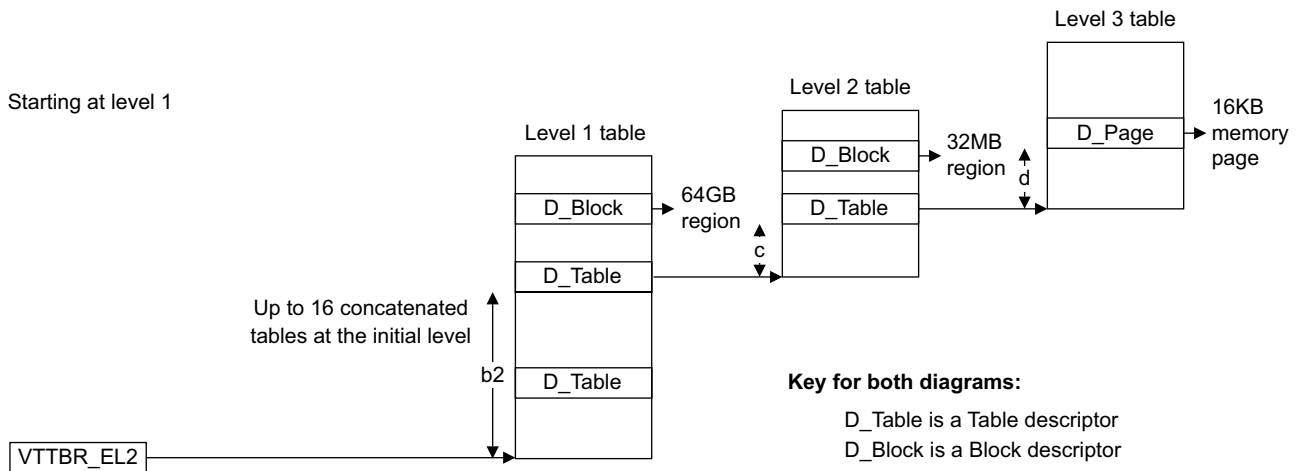 Starting at level 1
Level 1 table
D_Block
64GB
region
D_Table
D_Table
Up to 16 concatenated
tables at the initial level
b2
VTTBR_EL2
c
Level 2 table
D_Block
32MB
region
D_Table
d
Level 3 table
D_Page
16KB
memory
page
Key for both diagrams:
D_Table is a Table descriptor
D_Block is a Block descriptor